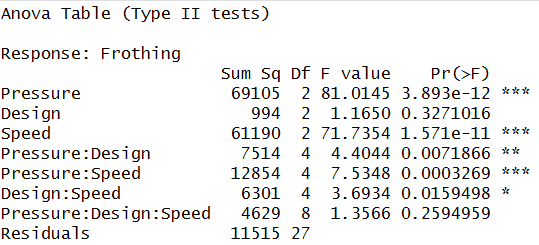 Anova Table (Type II tests)
Response: Frothing
Sum Sq Df F value Pr(>F)
Pressure 69105 2 81.0145 3.893e-12 ***
Design 994 2 1.1650 0.3271016
Speed 61190 2 71.7354 1.571e-11 ***
Pressure:Design 7514 4 4.4044 0.0071866 **
Pressure:Speed 12854 4 7.5348 0.0003269 ***
Design:Speed 6301 4 3.6934 0.0159498 *
Pressure:Design:Speed 4629 8 1.3566 0.2594959
Residuals 11515 27